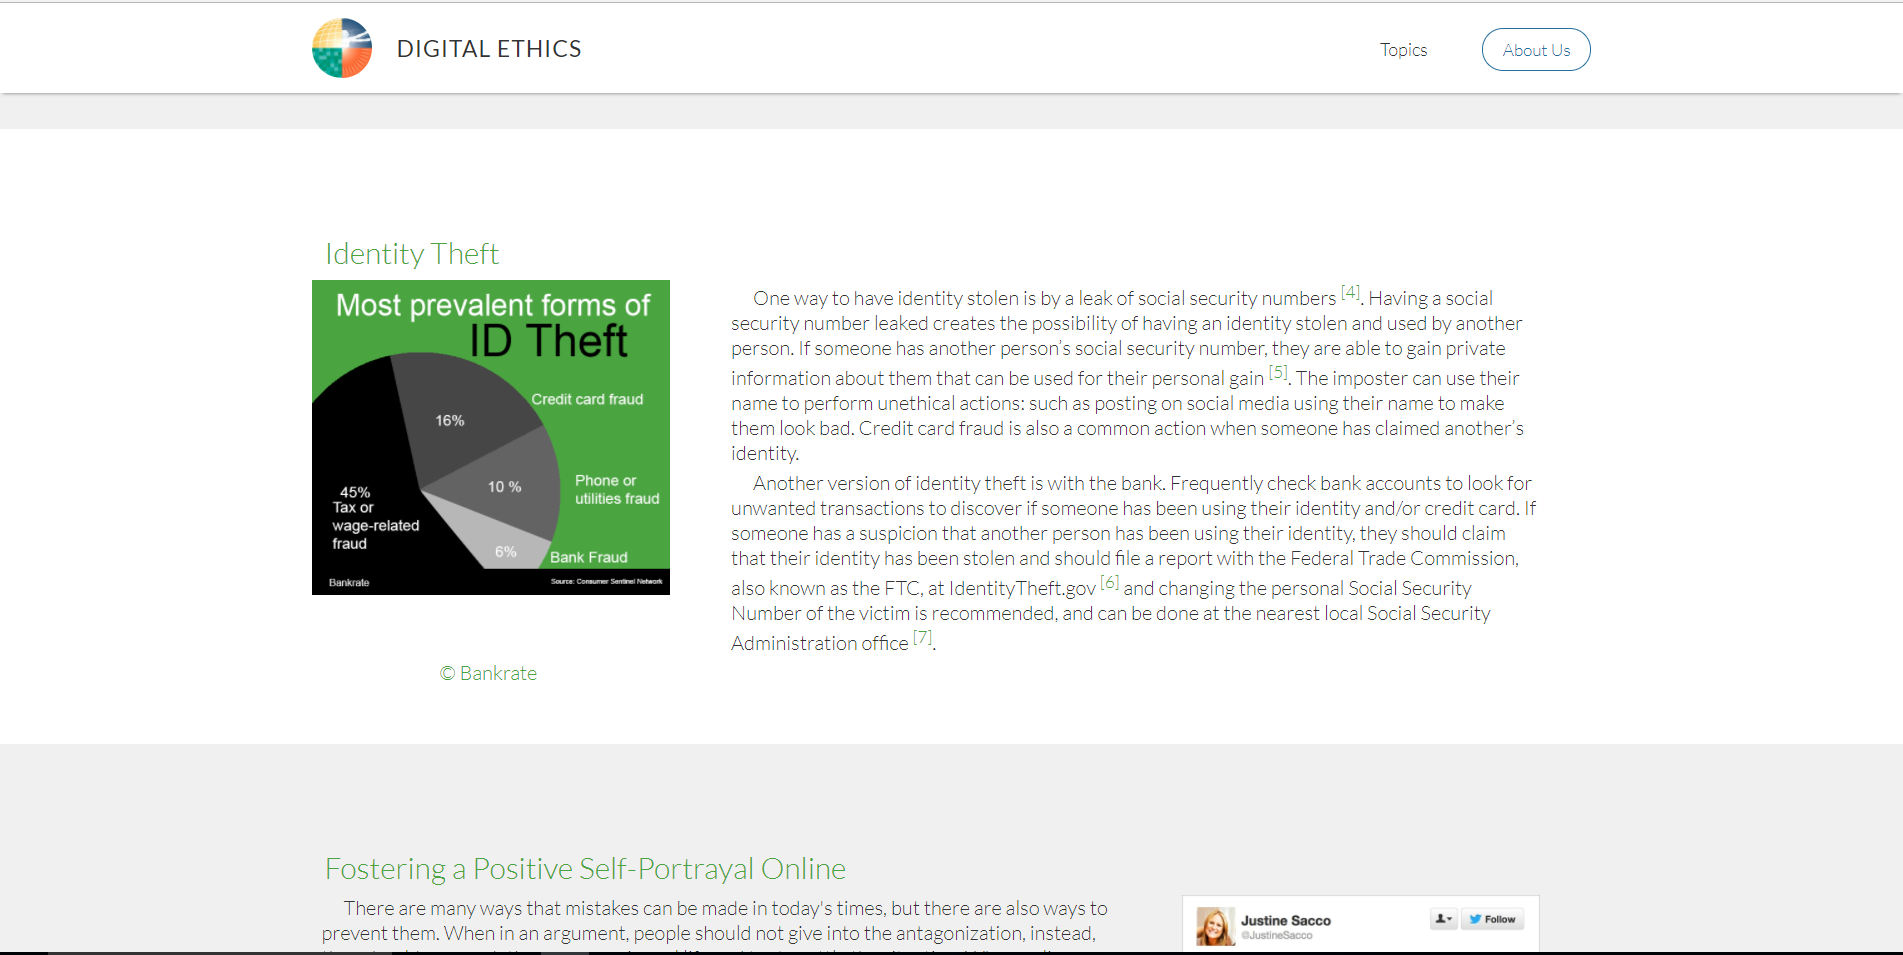 DIGITAL ETHICS
Topics
About Us
Identity Theft
Most prevalent forms of
ID Theft
Credit card fraud
16%
10 %
Phone or
utilities fraud
45%
Tax or
wage-related
fraud
6%
Bank Fraud
Bankrate
Source: Consumer Sentinel Network
© Bankrate
One way to have identity stolen is by a leak of social security numbers [4]. Having a social
security number leaked creates the possibility of having an identity stolen and used by another
person. If someone has another person's social security number, they are able to gain private
information about them that can be used for their personal gain [5]. The imposter can use their
name to perform unethical actions: such as posting on social media using their name to make
them look bad. Credit card fraud is also a common action when someone has claimed another's
identity.
Another version of identity theft is with the bank. Frequently check bank accounts to look for
unwanted transactions to discover if someone has been using their identity and/or credit card. If
someone has a suspicion that another person has been using their identity, they should claim
that their identity has been stolen and should file a report with the Federal Trade Commission,
also known as the FTC, at IdentityTheft.gov [6] and changing the personal Social Security
Number of the victim is recommended, and can be done at the nearest local Social Security
Administration office [7].
Fostering a Positive Self-Portrayal Online
There are many ways that mistakes can be made in today's times, but there are also ways to
prevent them. When in an argument, people should not give into the antagonization, instead,
Justine Sacco
@JustineSacco
Follow